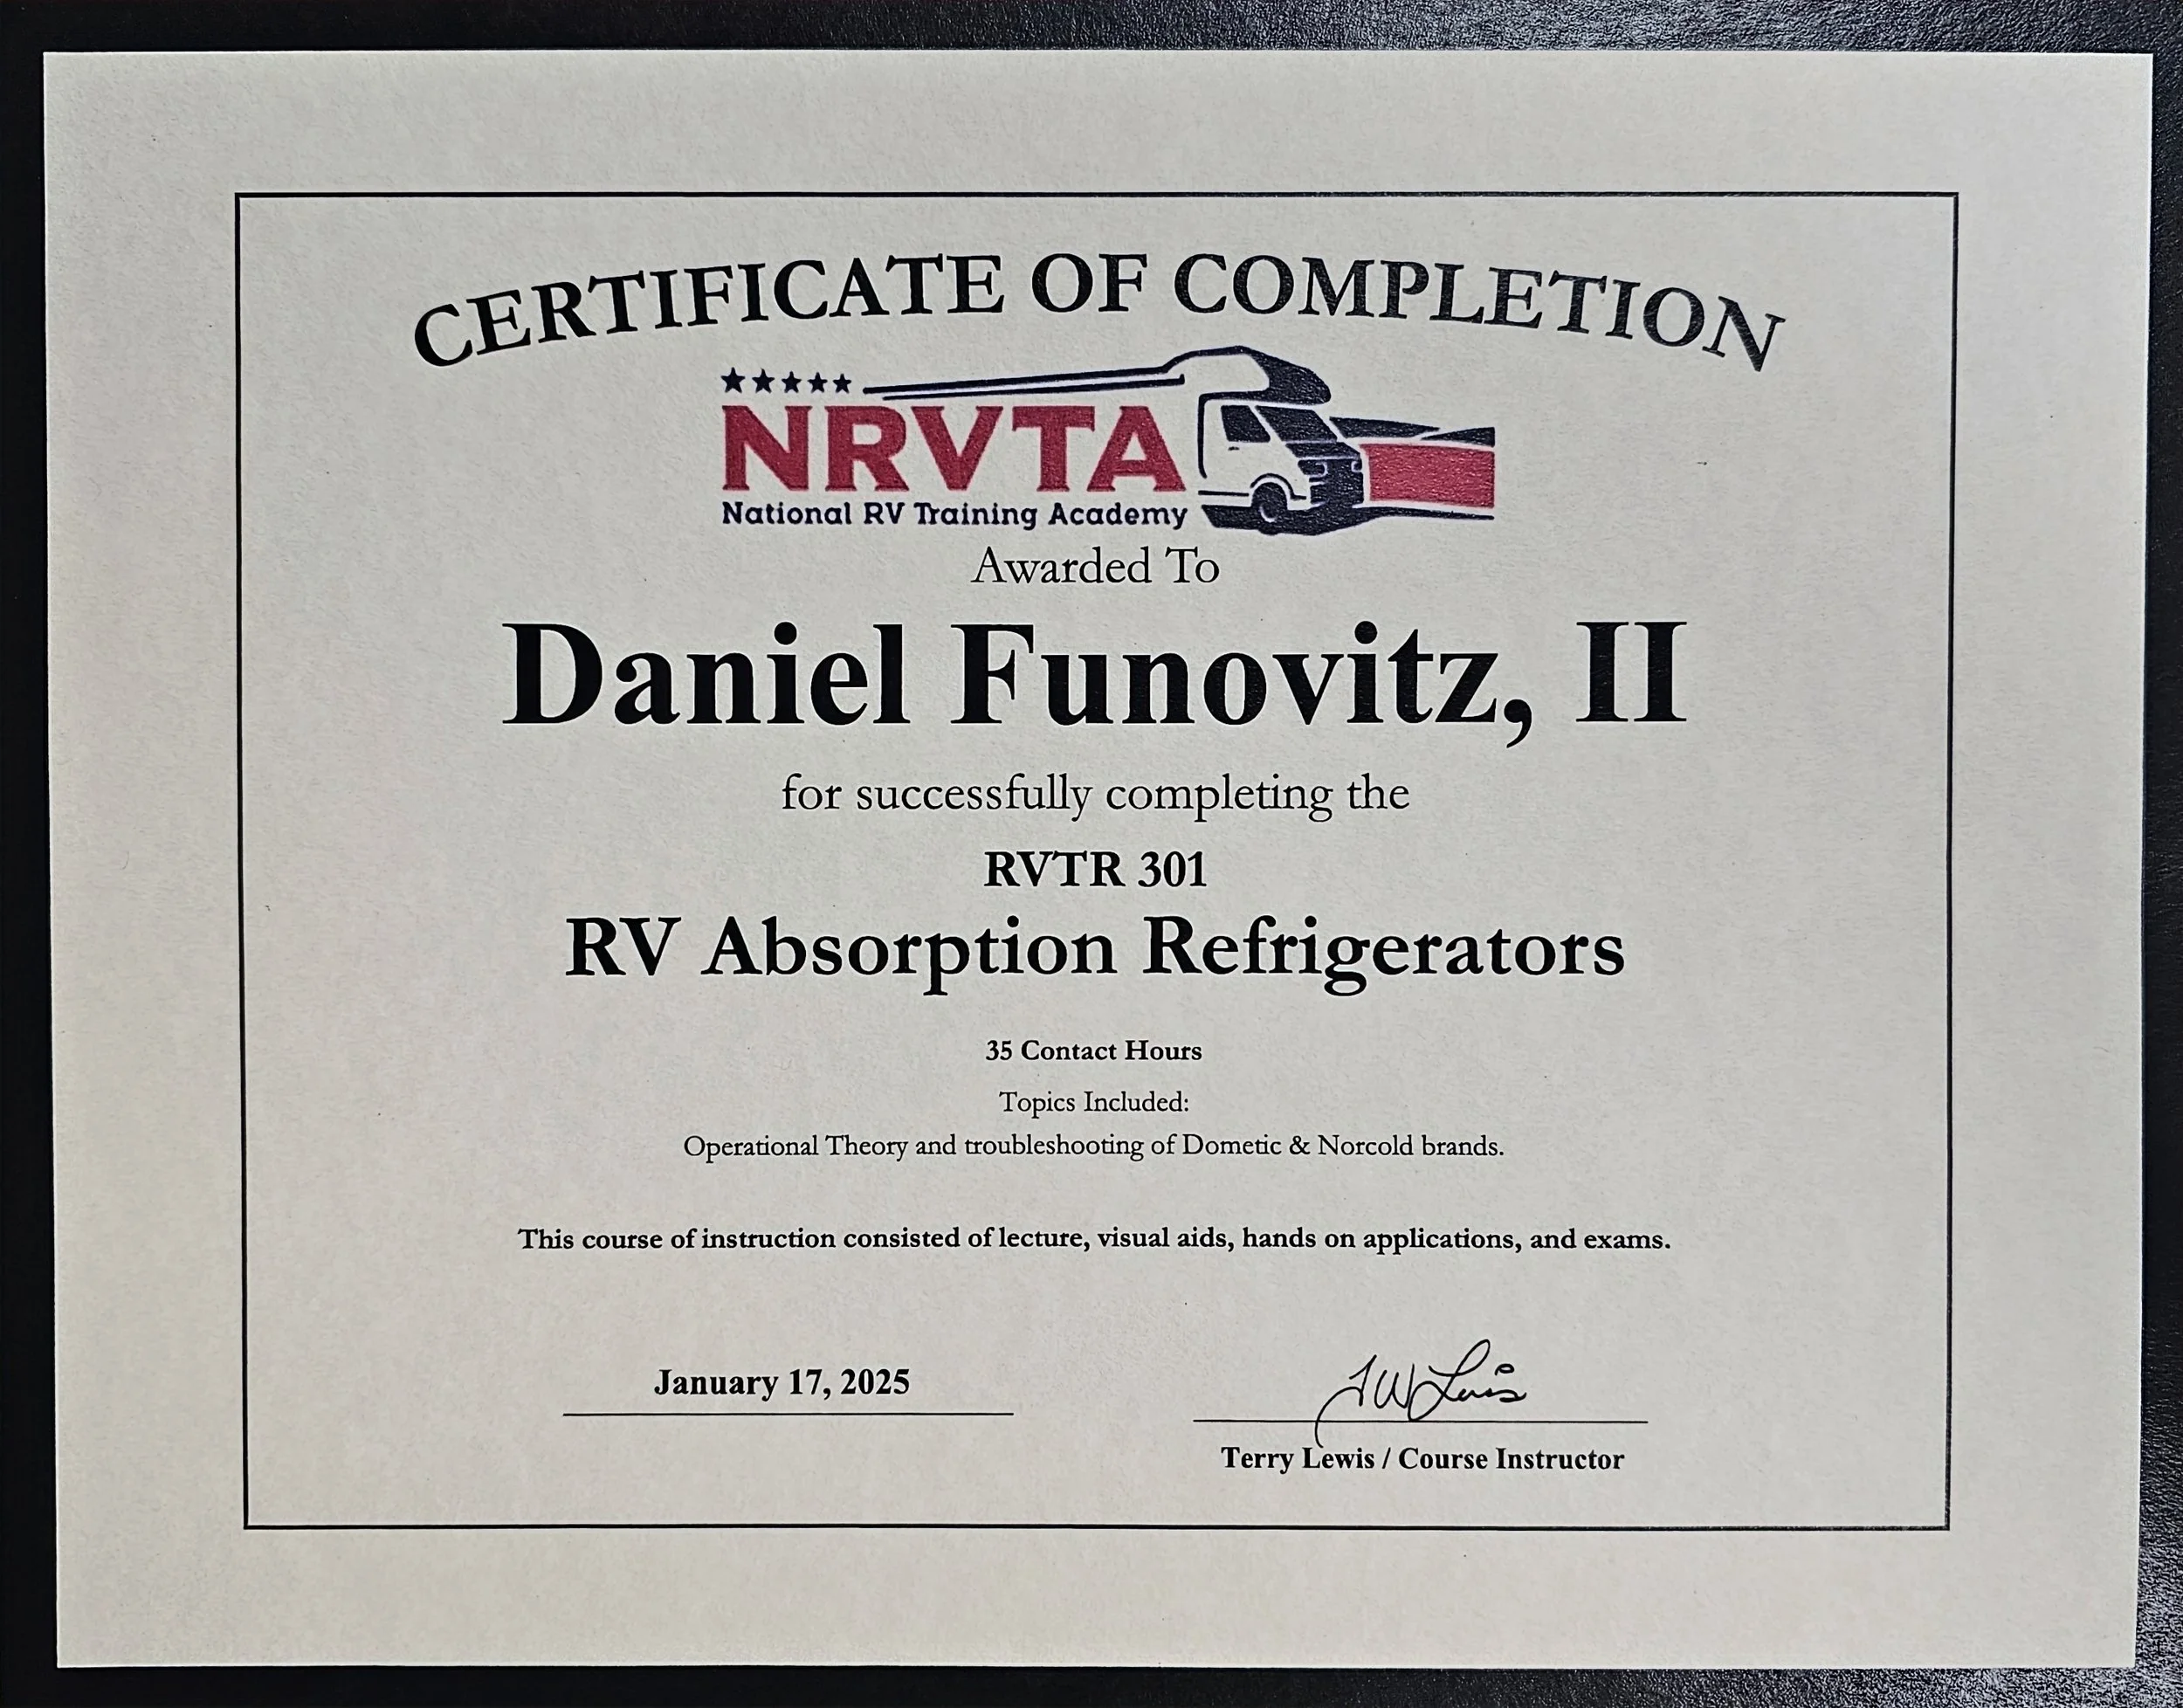 CERTIFICATE OF COMPLETION
NRVTA
National RV Training Academy
Awarded To
Daniel Funovitz, II
for successfully completing the
RVTR 301
RV Absorption Refrigerators
35 Contact Hours
Topics Included:
Operational Theory and troubleshooting of Dometic & Norcold brands.
This course of instruction consisted of lecture, visual aids, hands on applications, and exams.
January 17, 2025
TW Lewis
Terry Lewis / Course Instructor